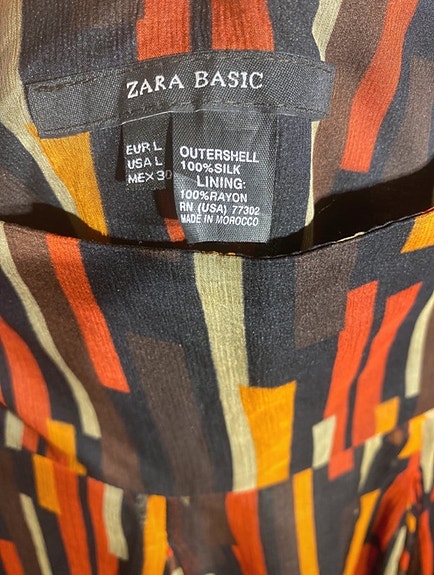 ZARA BASIC
EUR L
USA L
MEX 30
OUTERSHELL
100%SILK
LINING:
100%RAYON
RN (USA) 77302
MADE IN MOROCCO